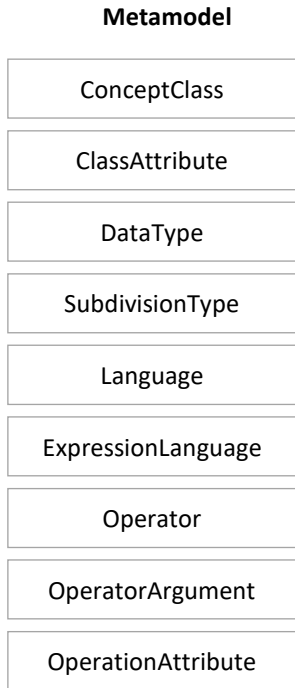 Metamodel
ConceptClass
ClassAttribute
DataType
SubdivisionType
Language
ExpressionLanguage
Operator
OperatorArgument
OperationAttribute